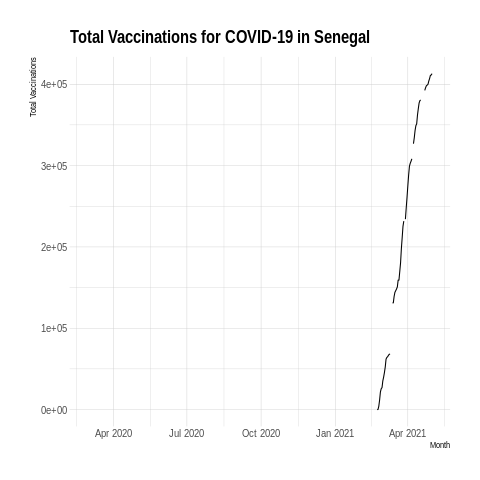 Total Vaccinations for COVID-19 in Senegal
Total Vaccinations
4e+05
3e+05
2e+05
1e+05
0e+00
Apr 2020 Jul 2020 Oct 2020 Jan 2021 Apr 2021
Month